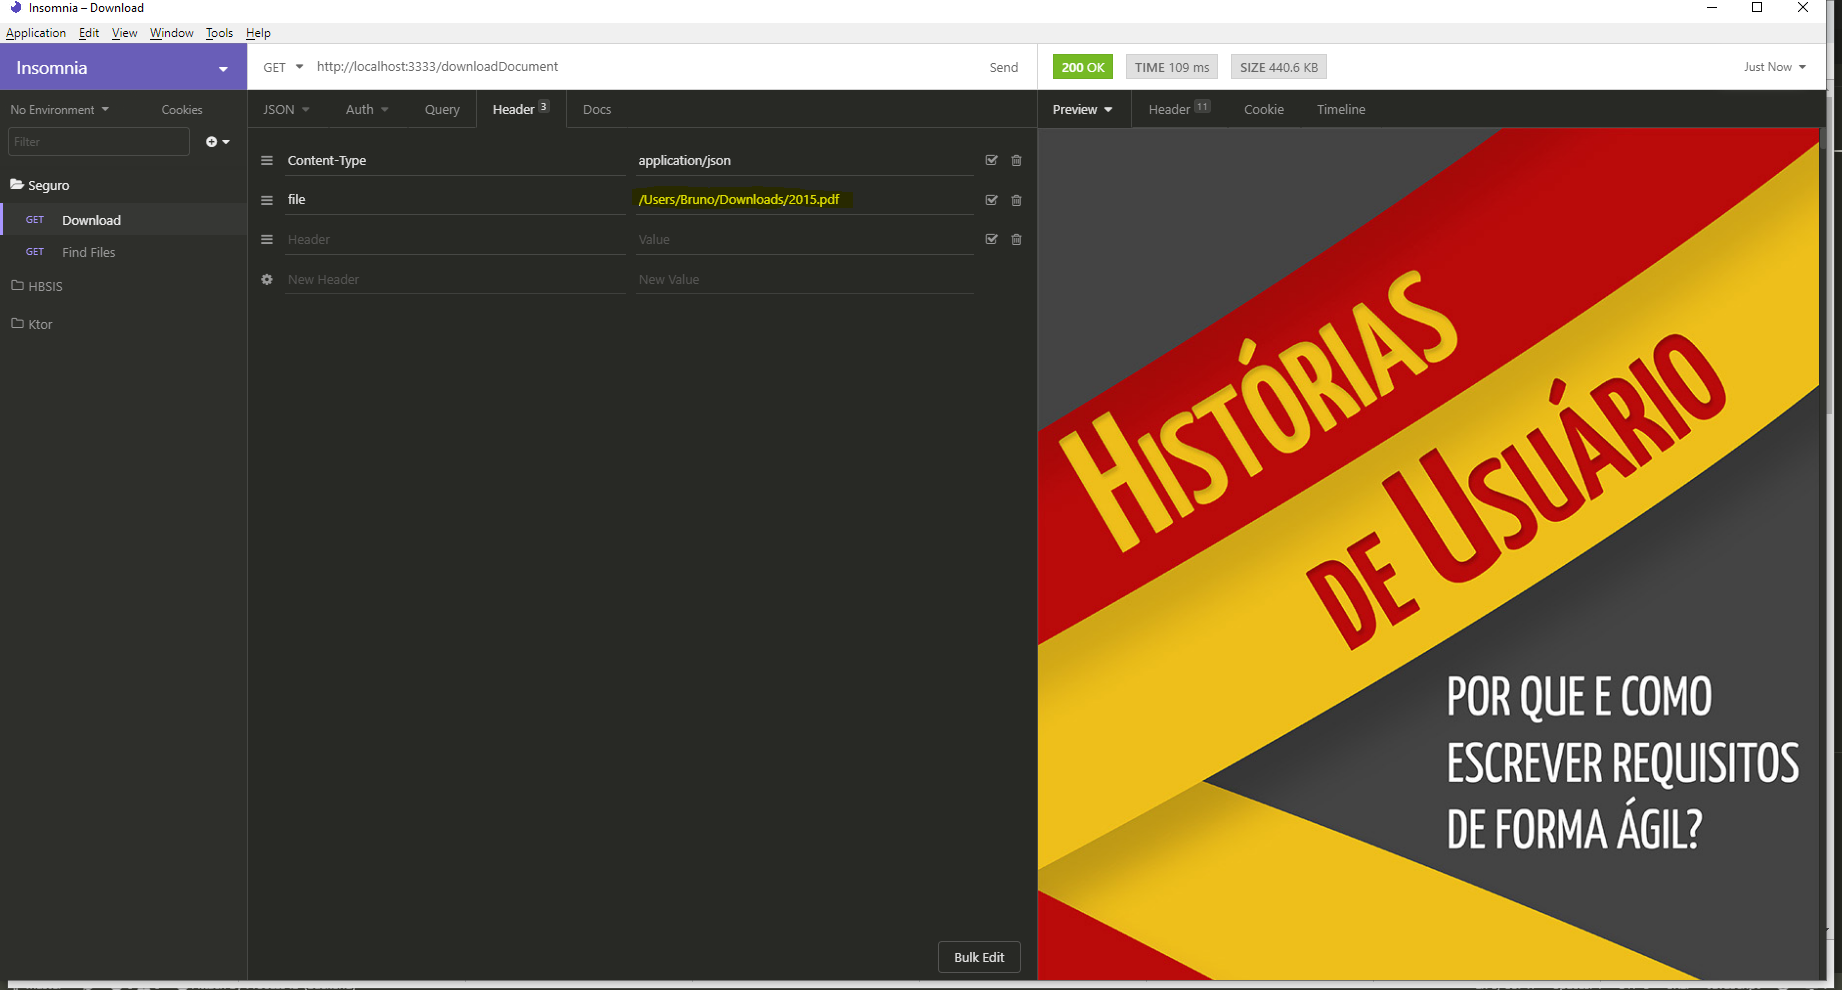 Insomnia – Download
Application Edit View Window Tools Help
Insomnia
GET http://localhost:3333/downloadDocument Send
200 OK TIME 109 ms SIZE 440.6 KB Just Now
No Environment Cookies
JSON Auth Query Header 3 Docs
Preview Header 11 Cookie Timeline
Filter
Content-Type application/json
Seguro
file /Users/Bruno/Downloads/2015.pdf
GET Download
Header Value
GET Find Files
New Header New Value
HBSIS
Ktor
HISTÓRIAS
DE USUÁRIO
POR QUE E COMO
ESCREVER REQUISITOS
DE FORMA ÁGIL?
Bulk Edit